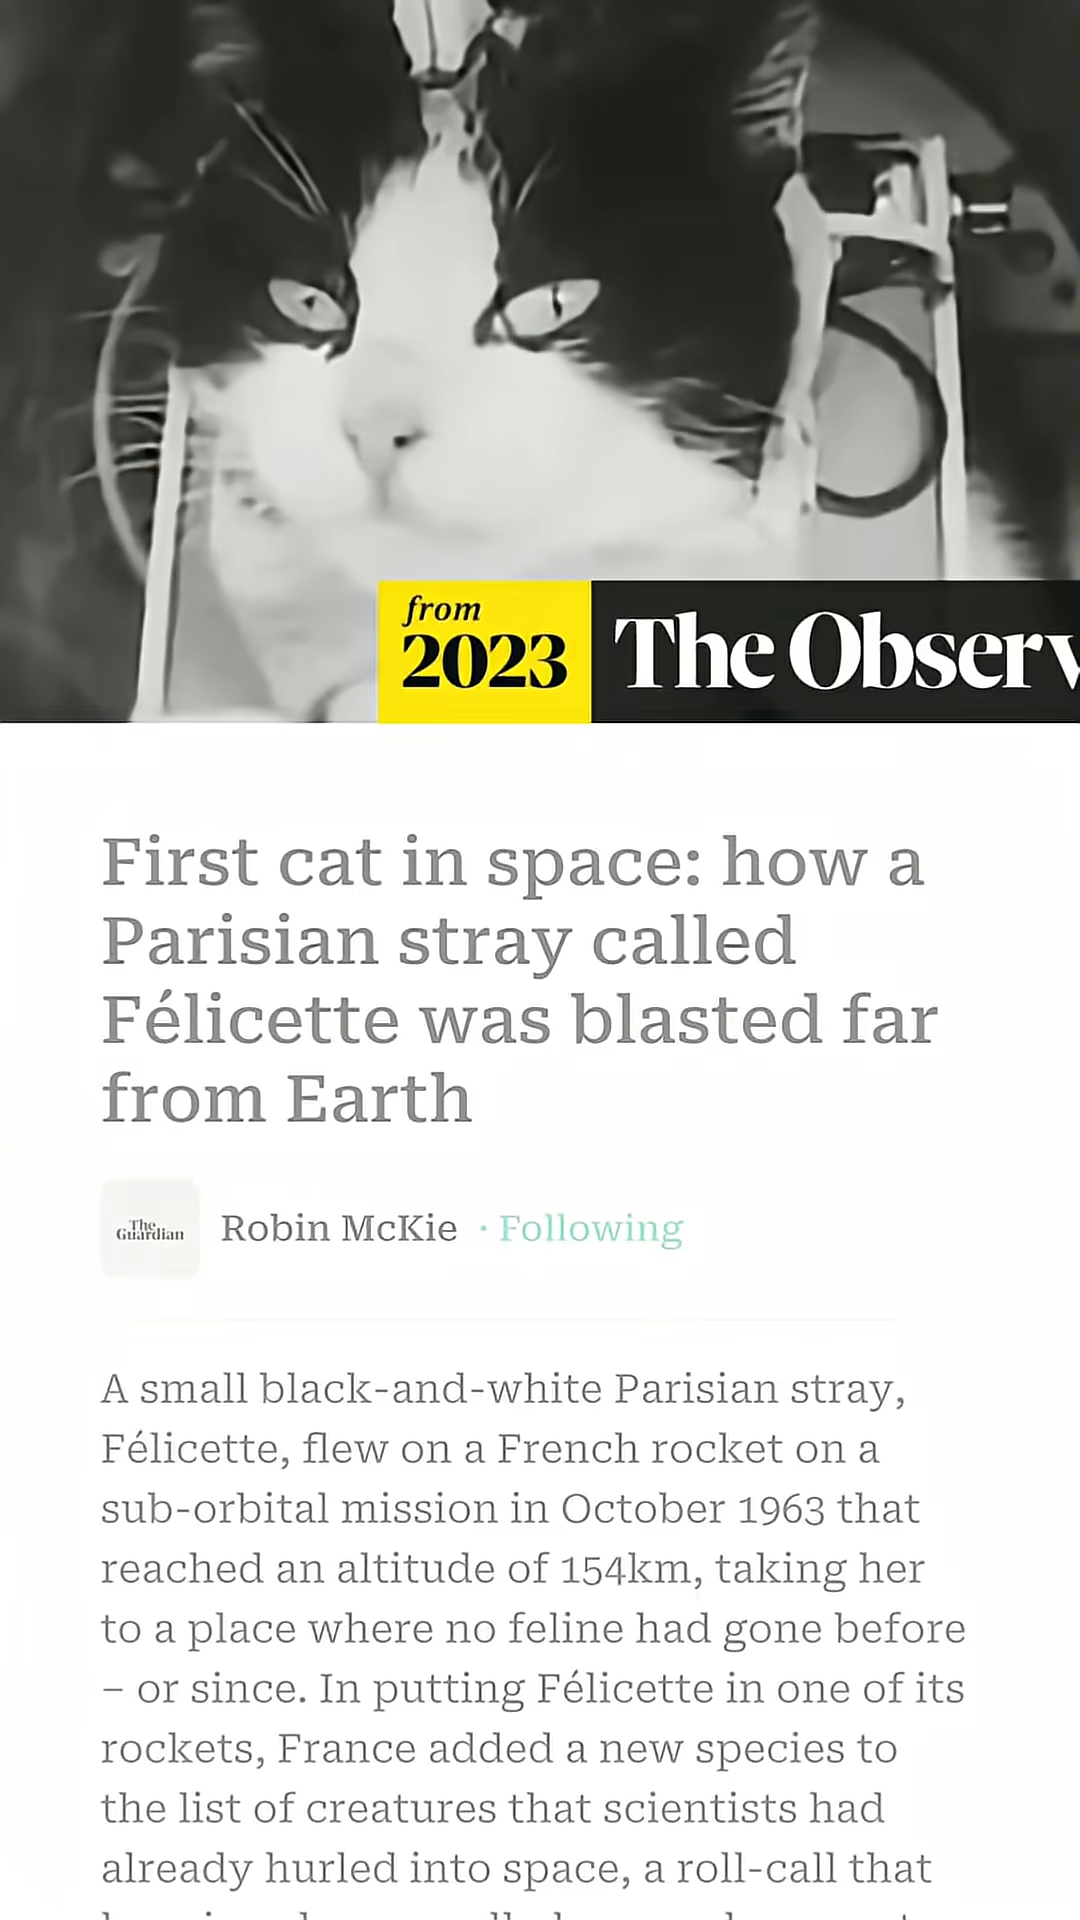 from
2023
The Observ
First cat in space: how a
Parisian stray called
Félicette was blasted far
from Earth
The
Guardian
Robin McKie · Following
A small black-and-white Parisian stray,
Félicette, flew on a French rocket on a
sub-orbital mission in October 1963 that
reached an altitude of 154km, taking her
to a place where no feline had gone before
– or since. In putting Félicette in one of its
rockets, France added a new species to
the list of creatures that scientists had
already hurled into space, a roll-call that